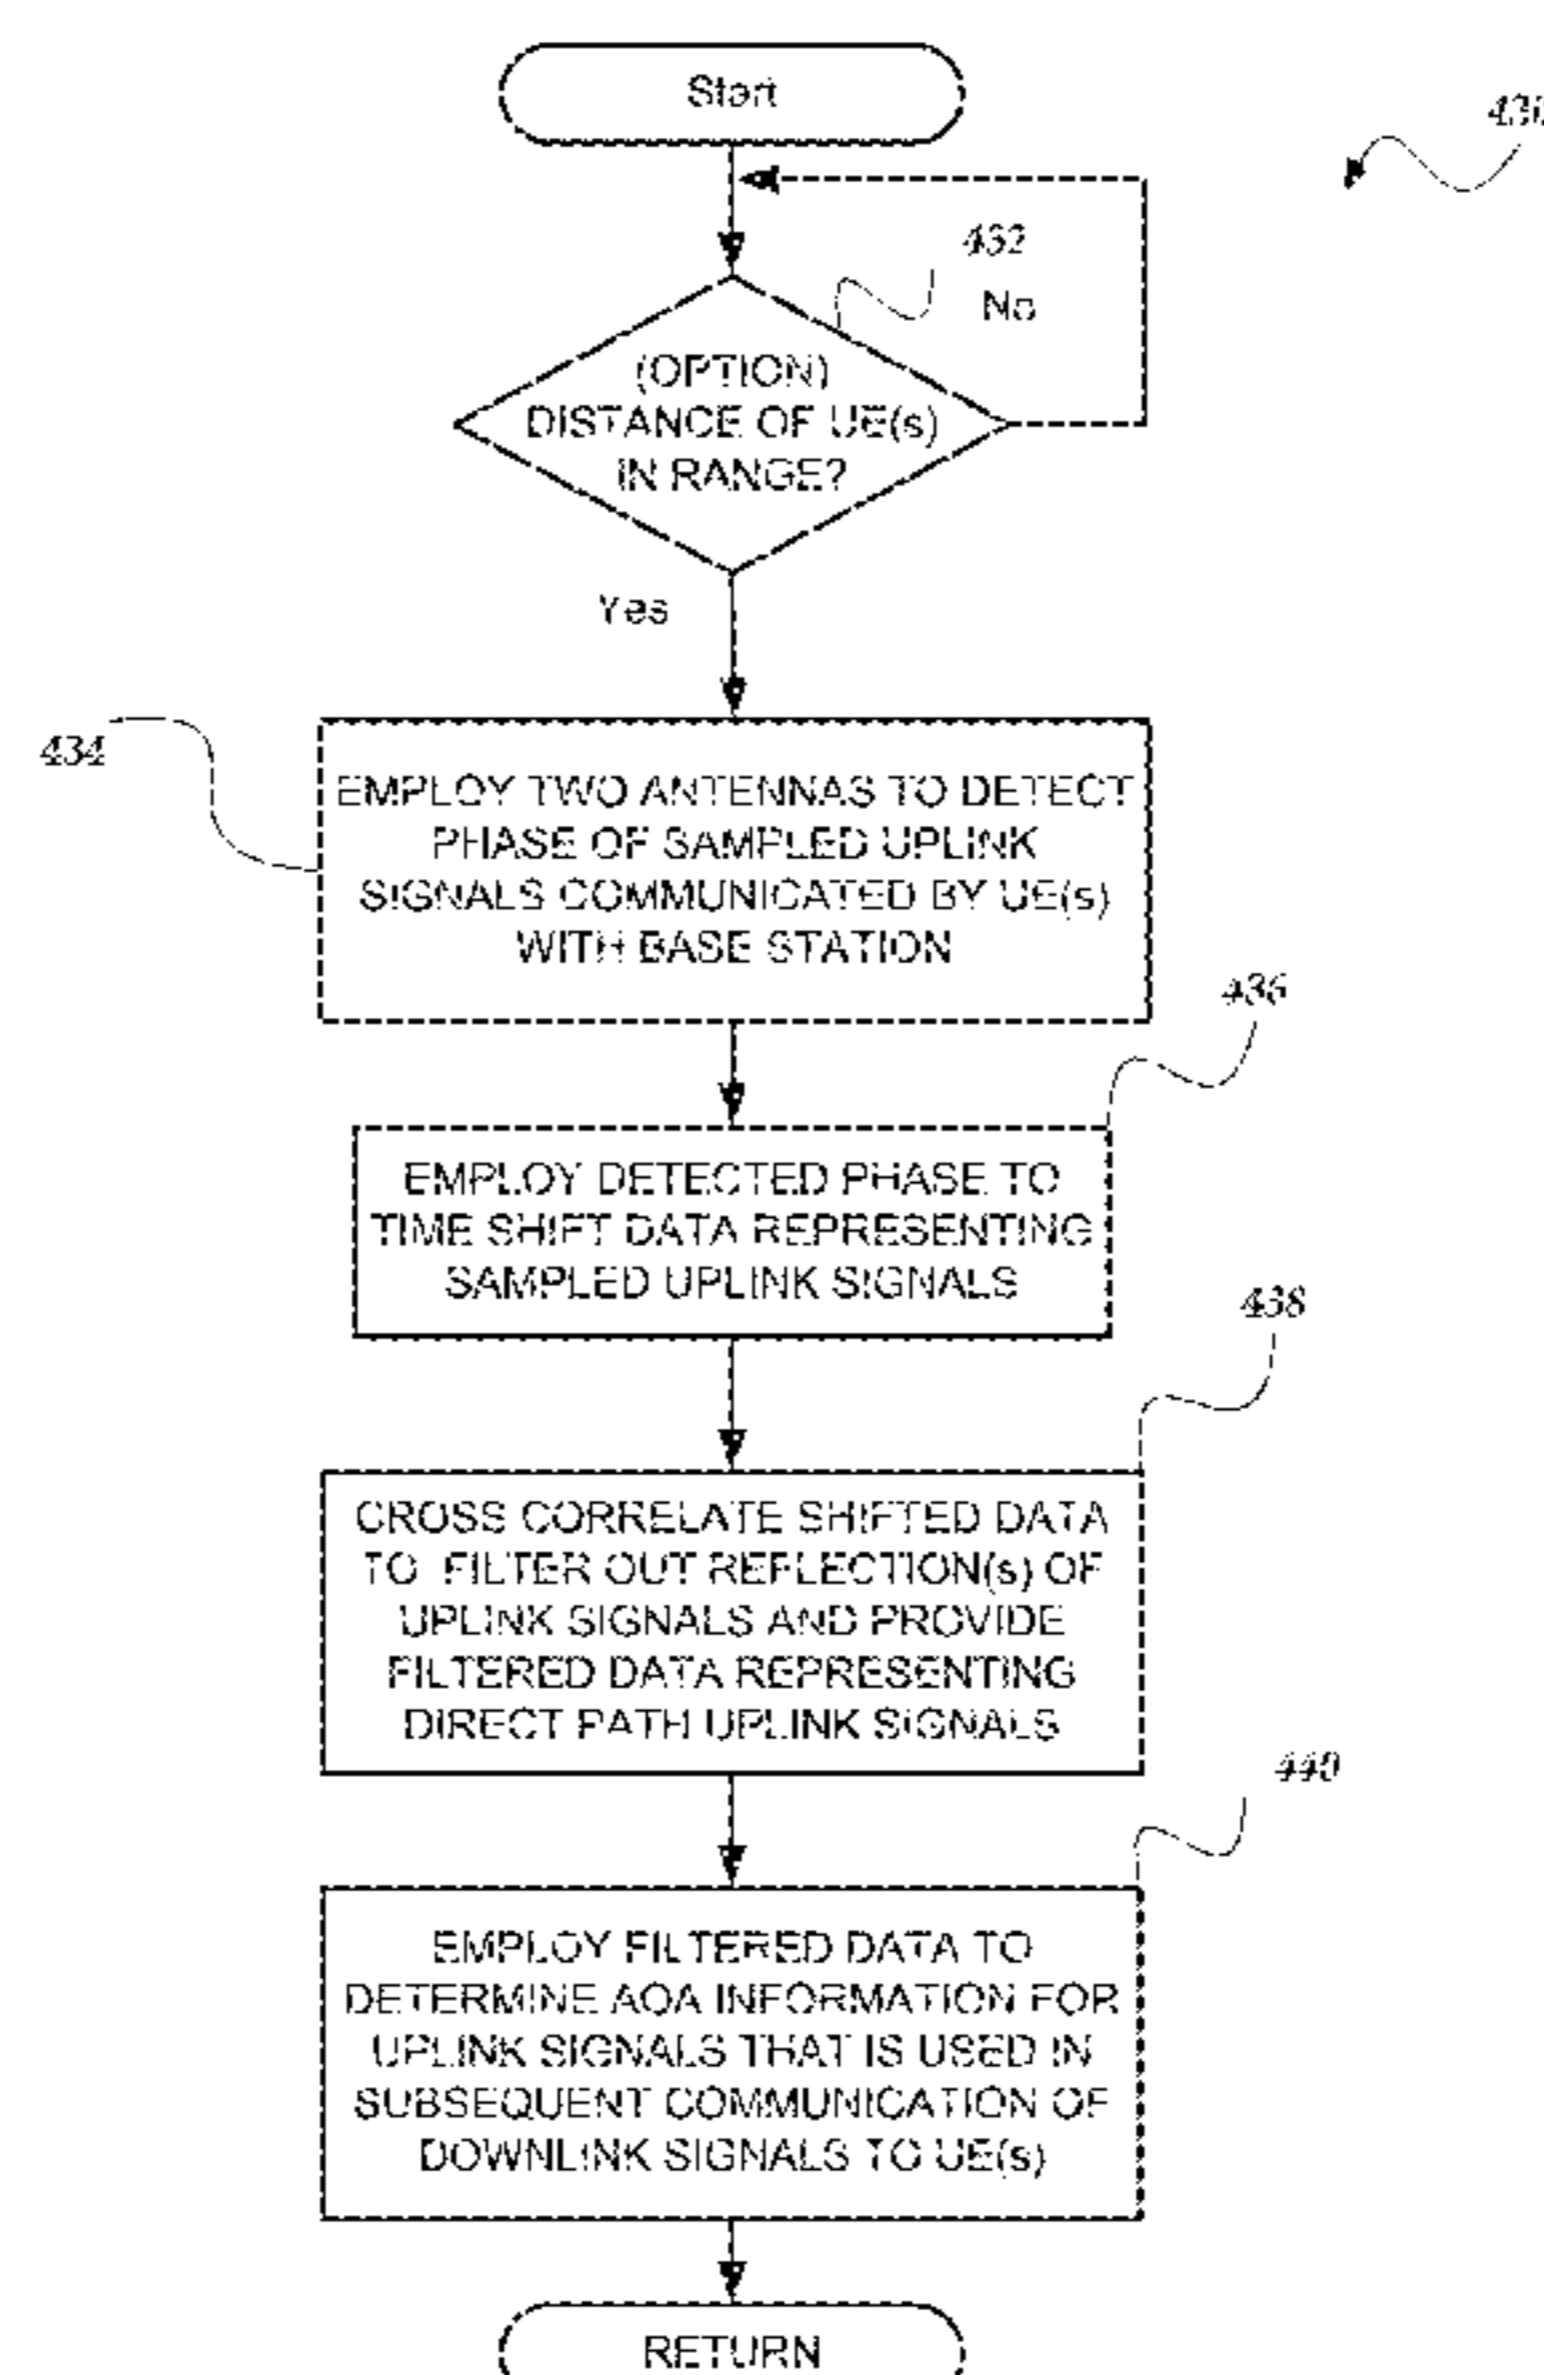 Start
430
432
No
(OPTION)
DISTANCE OF UE(s)
IN RANGE?
Yes
434
EMPLOY TWO ANTENNAS TO DETECT
PHASE OF SAMPLED UPLINK
SIGNALS COMMUNICATED BY UE(s)
WITH BASE STATION
436
EMPLOY DETECTED PHASE TO
TIME SHIFT DATA REPRESENTING
SAMPLED UPLINK SIGNALS
438
CROSS CORRELATE SHIFTED DATA
TO FILTER OUT REFLECTION(s) OF
UPLINK SIGNALS AND PROVIDE
FILTERED DATA REPRESENTING
DIRECT PATH UPLINK SIGNALS
440
EMPLOY FILTERED DATA TO
DETERMINE AOA INFORMATION FOR
UPLINK SIGNALS THAT IS USED IN
SUBSEQUENT COMMUNICATION OF
DOWNLINK SIGNALS TO UE(s)
RETURN